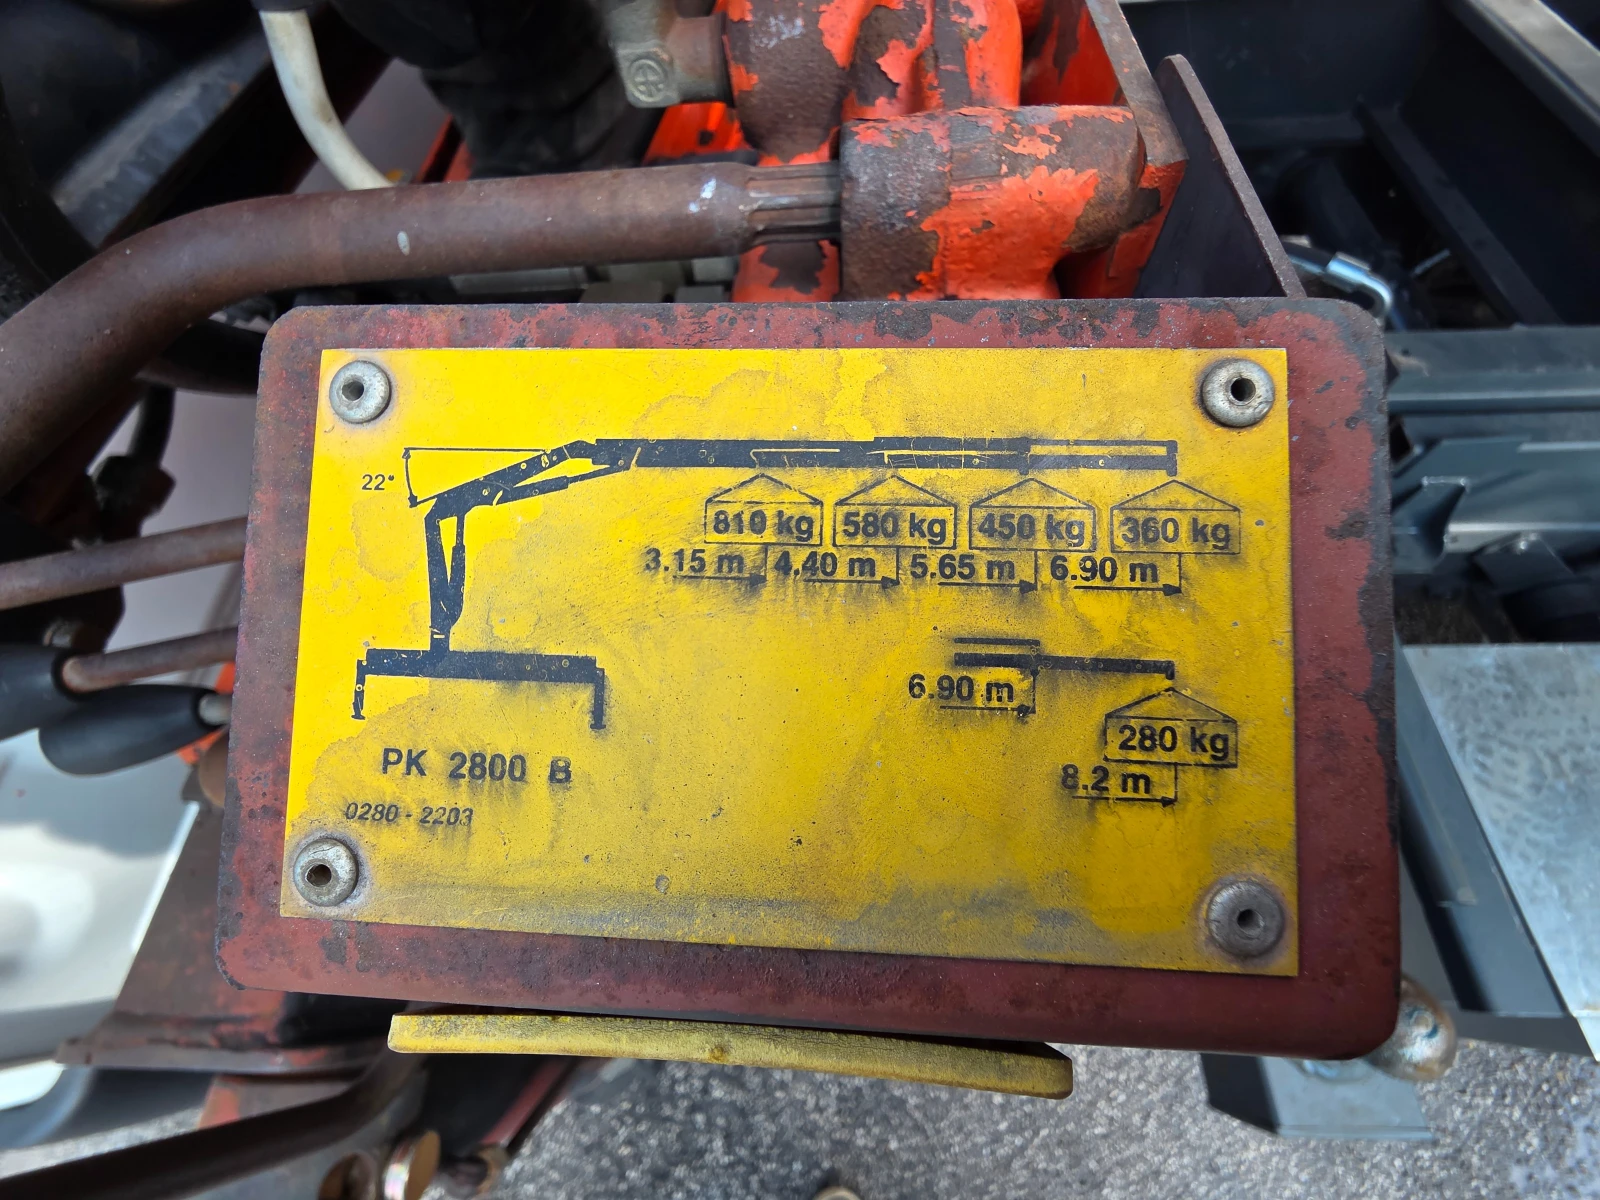 22°
810 kg 580 kg 450 kg 360 kg
3.15 m 4.40 m 5.65 m 6.90 m
6.90 m
280 kg
8.2 m
PK 2800 B
0280 - 2203